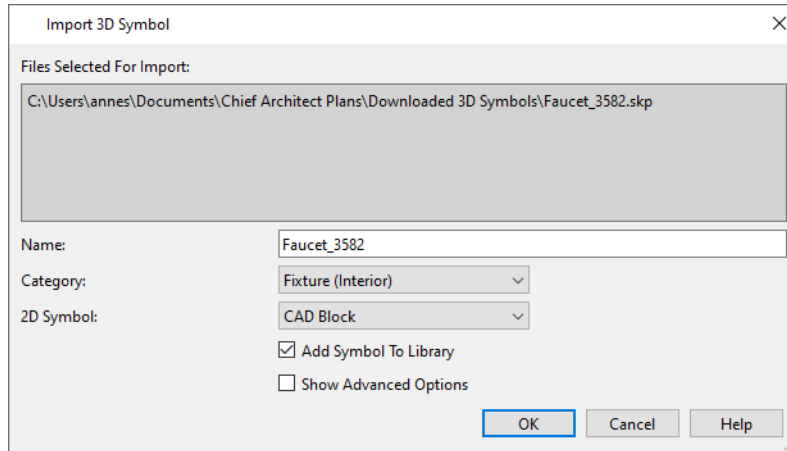 Import 3D Symbol
Files Selected For Import:
C:\Users\annes\Documents\Chief Architect Plans\Downloaded 3D Symbols\Faucet_3582.skp
Name: Faucet_3582
Category: Fixture (Interior)
2D Symbol: CAD Block
Add Symbol To Library
Show Advanced Options
OK Cancel Help